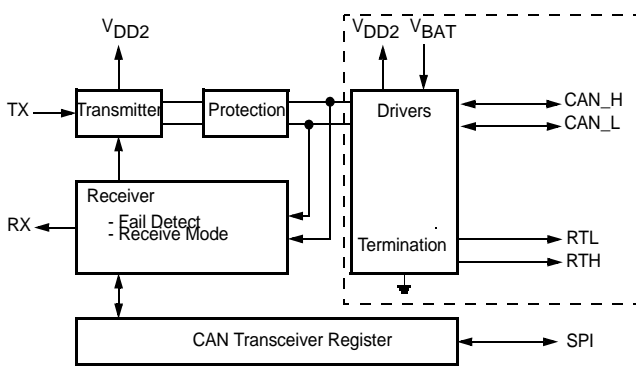 VDD2
VDD2
VBAT
TX
Transmitter
Protection
Drivers
CAN_H
CAN_L
Receiver
- Fail Detect
- Receive Mode
RX
Termination
RTL
RTH
CAN Transceiver Register
SPI